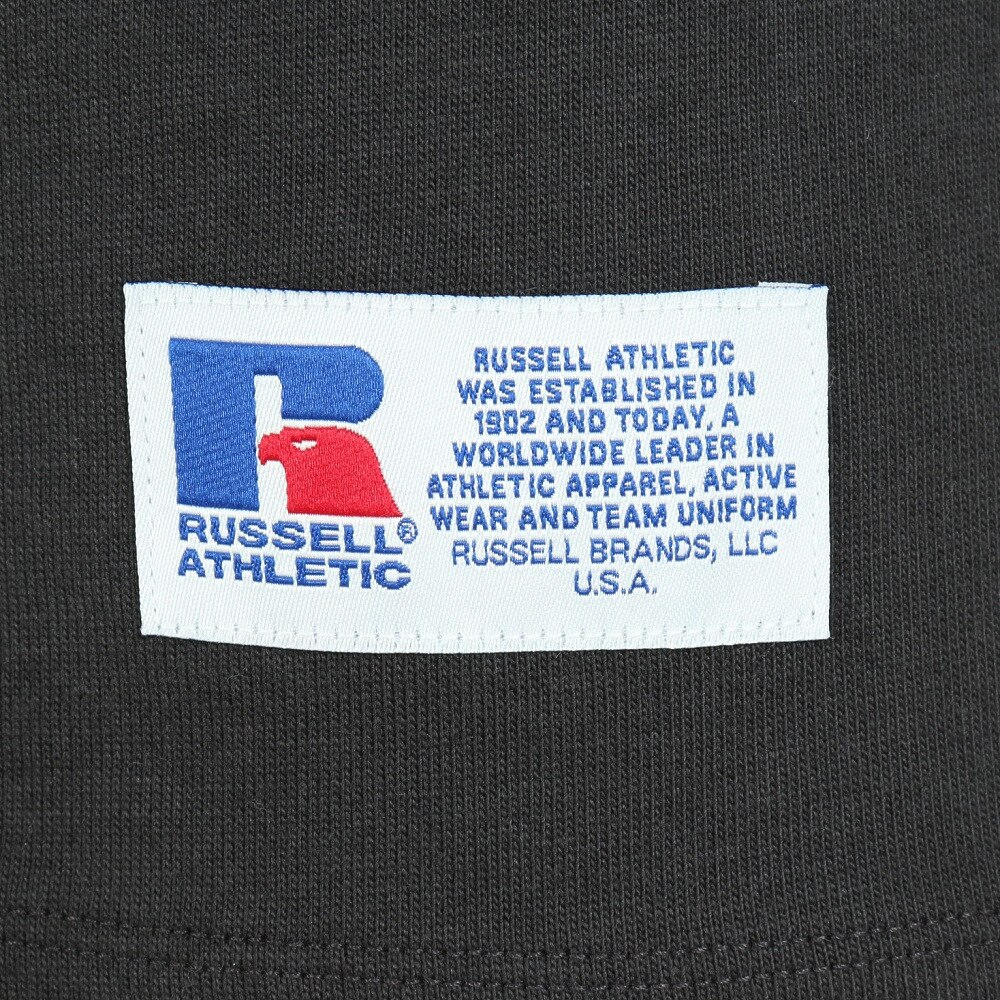 R
RUSSELL®
ATHLETIC
RUSSELL ATHLETIC
WAS ESTABLISHED IN
1902 AND TODAY, A
WORLDWIDE LEADER IN
ATHLETIC APPAREL, ACTIVE
WEAR AND TEAM UNIFORM
RUSSELL BRANDS, LLC
U.S.A.